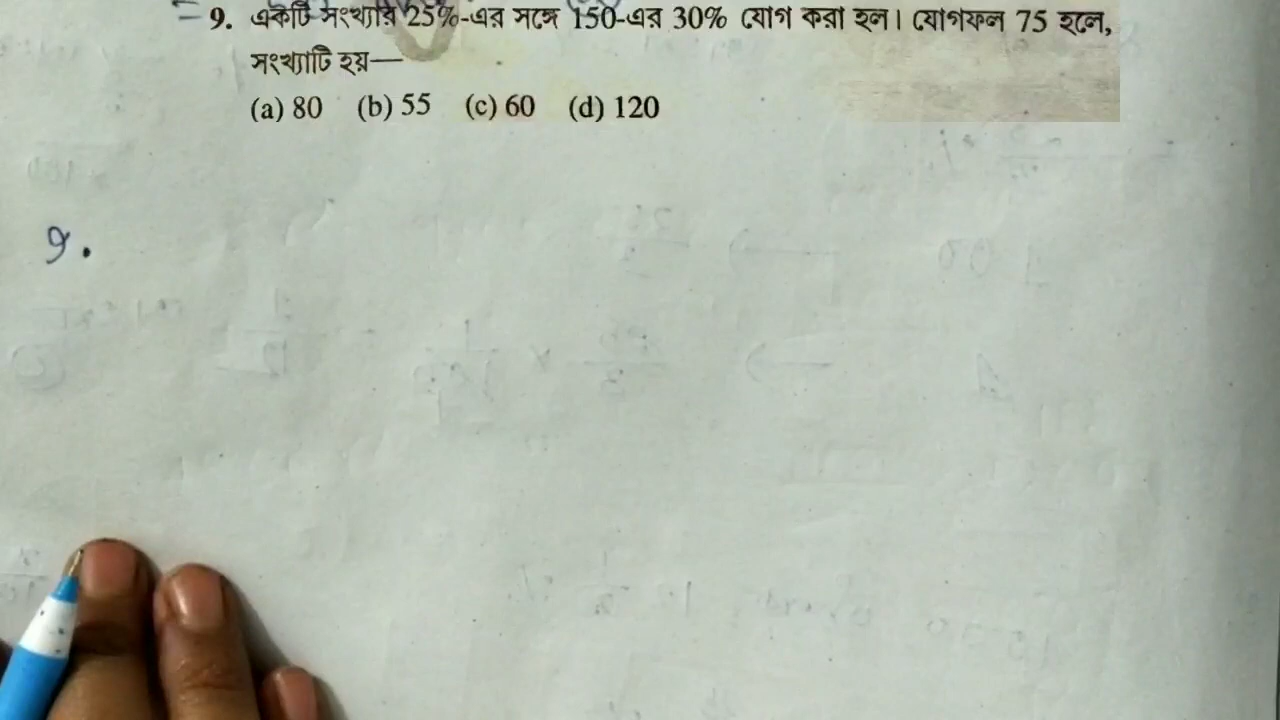 9. একটি সংখ্যার 25%-এর সঙ্গে 150-এর 30% যোগ করা হল। যোগফল 75 হলে,
সংখ্যাটি হয়—
(a) 80 (b) 55 (c) 60 (d) 120
9.